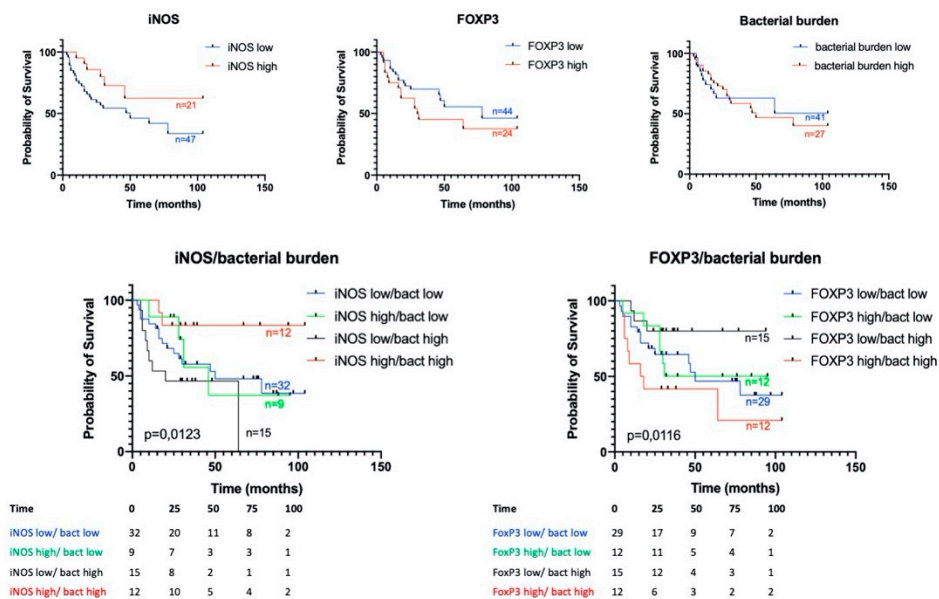 iNOS
Probability of Survival
100
50
0
0
50
100
150
Time (months)
iNOS low
iNOS high
n=21
n=47
FOXP3
Probability of Survival
100
50
0
0
50
100
150
Time (months)
FOXP3 low
FOXP3 high
n=44
n=24
Bacterial burden
Probability of Survival
100
50
0
0
50
100
150
Time (months)
bacterial burden low
bacterial burden high
n=41
n=27
iNOS/bacterial burden
Probability of Survival
100
50
0
0
50
100
150
Time (months)
iNOS low/bact low
iNOS high/bact low
iNOS low/bact high
iNOS high/bact high
n=12
n=32
n=9
n=15
p=0,0123
FOXP3/bacterial burden
Probability of Survival
100
50
0
0
50
100
150
Time (months)
FOXP3 low/bact low
FOXP3 high/bact low
FOXP3 low/bact high
FOXP3 high/bact high
n=15
n=12
n=29
n=12
p=0,0116
Time 0 25 50 75 100
iNOS low/ bact low 32 20 11 8 2
iNOS high/ bact low 9 7 3 3 1
iNOS low/ bact high 15 8 2 1 1
iNOS high/ bact high 12 10 5 4 2
Time 0 25 50 75 100
FoxP3 low/ bact low 29 17 9 7 2
FoxP3 high/ bact low 12 11 5 4 1
FoxP3 low/ bact high 15 12 4 3 1
FoxP3 high/ bact high 12 6 3 2 2